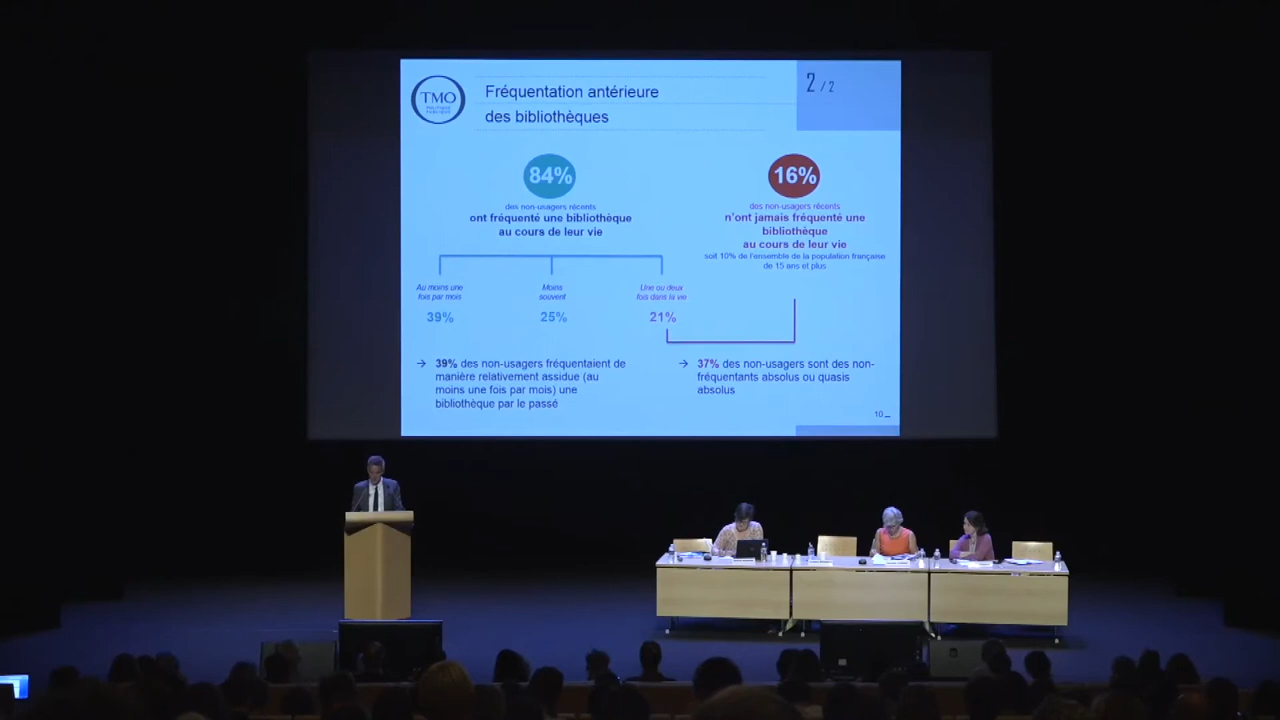 TMO
POLITIQUE
PUBLIQUE
Fréquentation antérieure
des bibliothèques
2 / 2
84%
des non-usagers récents
ont fréquenté une bibliothèque
au cours de leur vie
16%
des non-usagers récents
n'ont jamais fréquenté une
bibliothèque
au cours de leur vie
soit 10% de l'ensemble de la population française
de 15 ans et plus
Au moins une
fois par mois
39%
Moins
souvent
25%
Une ou deux
fois dans la vie
21%
→ 39% des non-usagers fréquentaient de
manière relativement assidue (au
moins une fois par mois) une
bibliothèque par le passé
→ 37% des non-usagers sont des non-
fréquentants absolus ou quasis
absolus
10